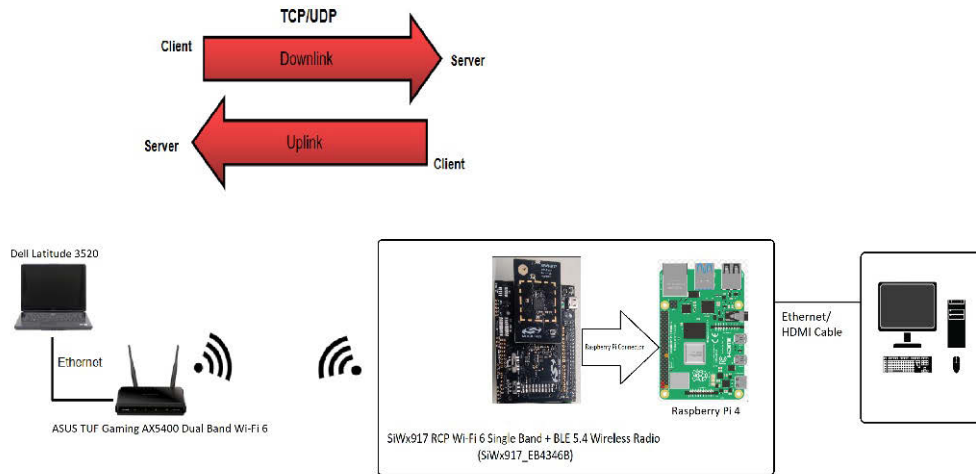 TCP/UDP
Client
Downlink
Server
Server
Uplink
Client
Dell Latitude 3520
Ethernet
ASUS TUF Gaming AX5400 Dual Band Wi-Fi 6
Raspberry Pi Connector
Raspberry Pi 4
SiWx917 RCP Wi-Fi 6 Single Band + BLE 5.4 Wireless Radio
(SiWx917_EB4346B)
Ethernet/
HDMI Cable
HDMI